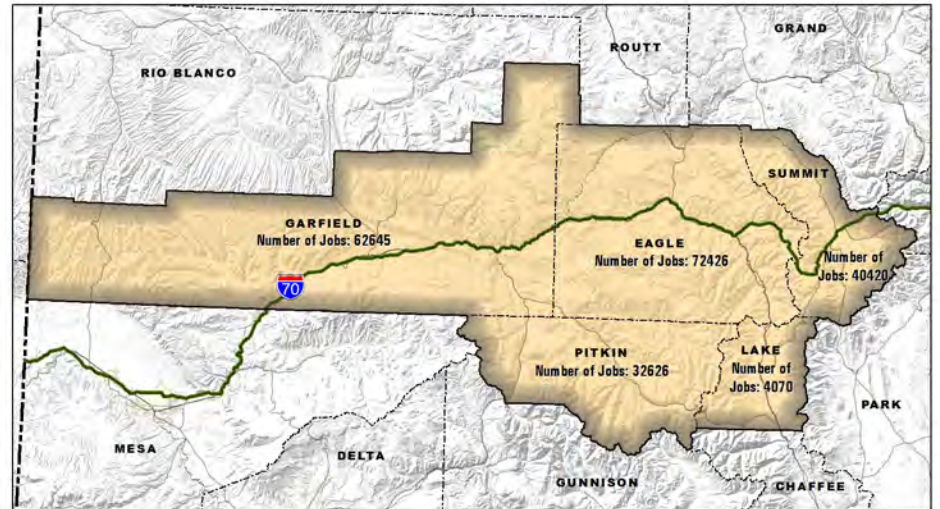 GRAND
ROUTT
RIO BLANCO
SUMMIT
GARFIELD
Number of Jobs: 62645
EAGLE
Number of Jobs: 72426
Number of
Jobs: 40420
70
PITKIN
Number of Jobs: 32626
LAKE
Number of
Jobs: 4070
PARK
MESA
DELTA
GUNNISON
CHAFFEE